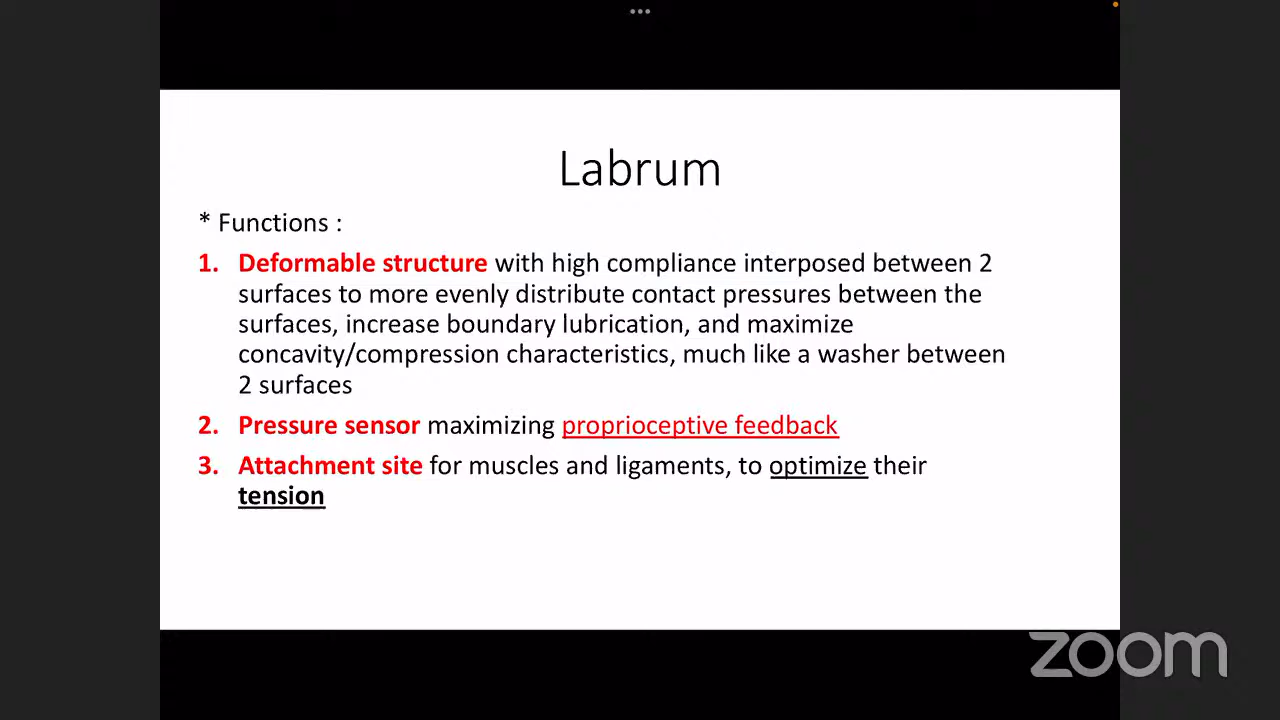 Labrum
* Functions :
1. Deformable structure with high compliance interposed between 2
surfaces to more evenly distribute contact pressures between the
surfaces, increase boundary lubrication, and maximize
concavity/compression characteristics, much like a washer between
2 surfaces
2. Pressure sensor maximizing proprioceptive feedback
3. Attachment site for muscles and ligaments, to optimize their
tension
zoom